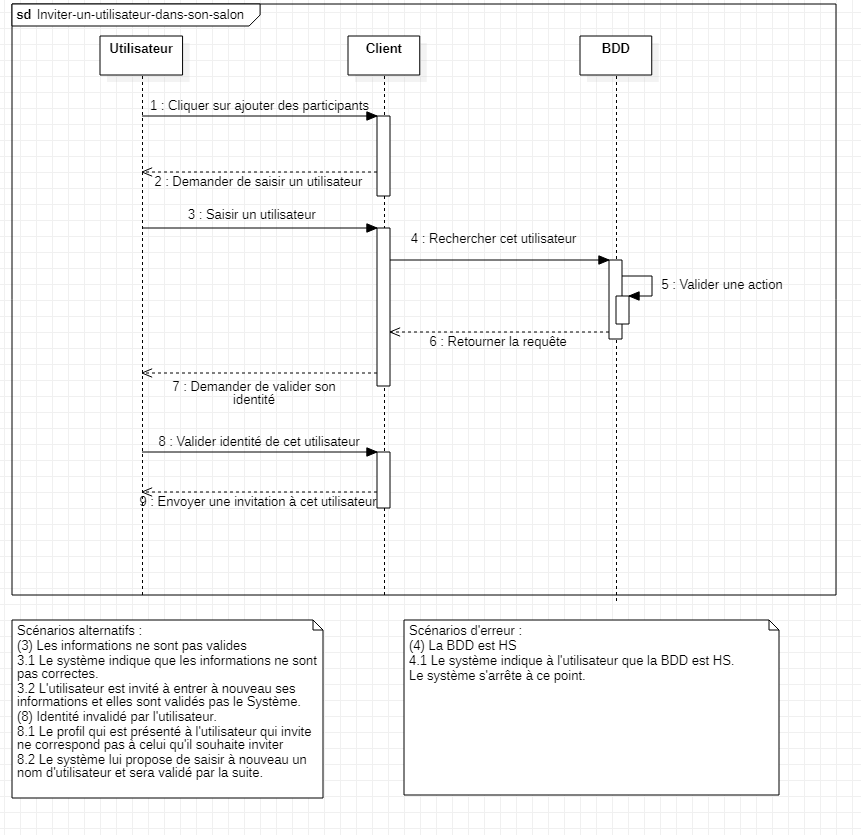 sd Inviter-un-utilisateur-dans-son-salon
Utilisateur
Client
BDD
1 : Cliquer sur ajouter des participants
2 : Demander de saisir un utilisateur
3 : Saisir un utilisateur
4 : Rechercher cet utilisateur
5 : Valider une action
6 : Retourner la requête
7 : Demander de valider son
identité
8 : Valider identité de cet utilisateur
9 : Envoyer une invitation à cet utilisateur
Scénarios alternatifs :
(3) Les informations ne sont pas valides
3.1 Le système indique que les informations ne sont
pas correctes.
3.2 L'utilisateur est invité à entrer à nouveau ses
informations et elles sont validés pas le Système.
(8) Identité invalidé par l'utilisateur.
8.1 Le profil qui est présenté à l'utilisateur qui invite
ne correspond pas à celui qu'il souhaite inviter
8.2 Le système lui propose de saisir à nouveau un
nom d'utilisateur et sera validé par la suite.
Scénarios d'erreur :
(4) La BDD est HS
4.1 Le système indique à l'utilisateur que la BDD est HS.
Le système s'arrête à ce point.